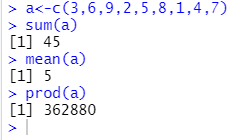 > a<-c(3,6,9,2,5,8,1,4,7)
> sum(a)
[1] 45
> mean(a)
[1] 5
> prod(a)
[1] 362880
>